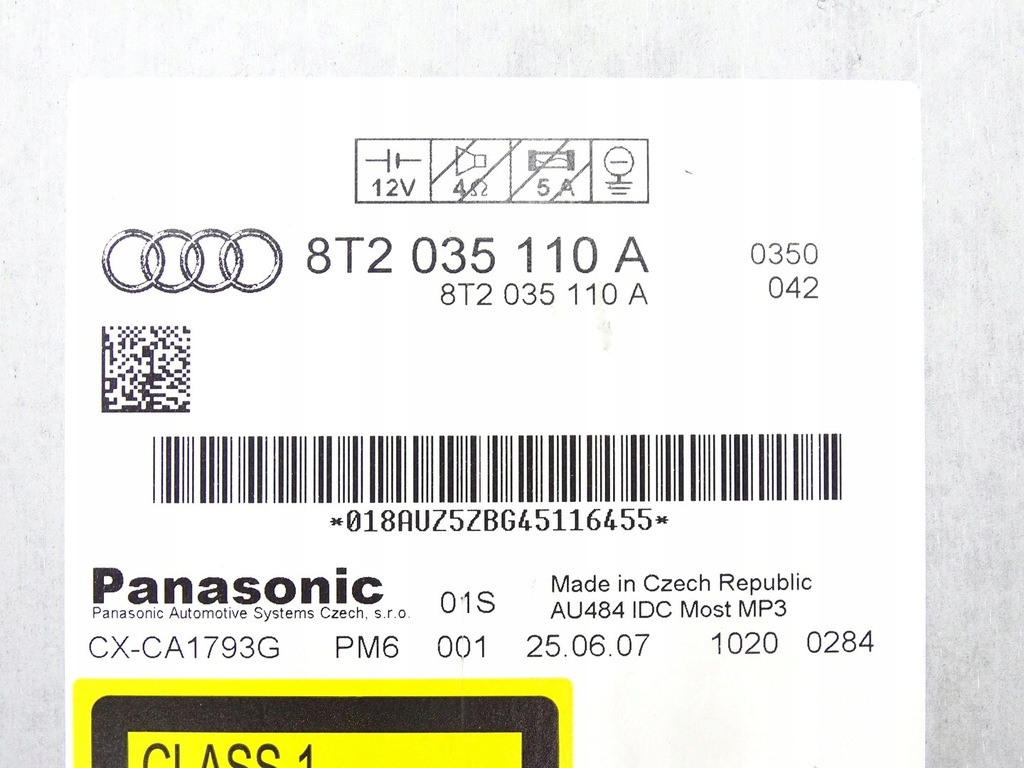 12V 4Ω 5 A
8T2 035 110 A 0350
8T2 035 110 A 042
*018AUZ5ZBG45116455*
Panasonic
Panasonic Automotive Systems Czech, s.r.o.
01S
Made in Czech Republic
AU484 IDC Most MP3
CX-CA1793G PM6 001 25.06.07 1020 0284
CLASS 1